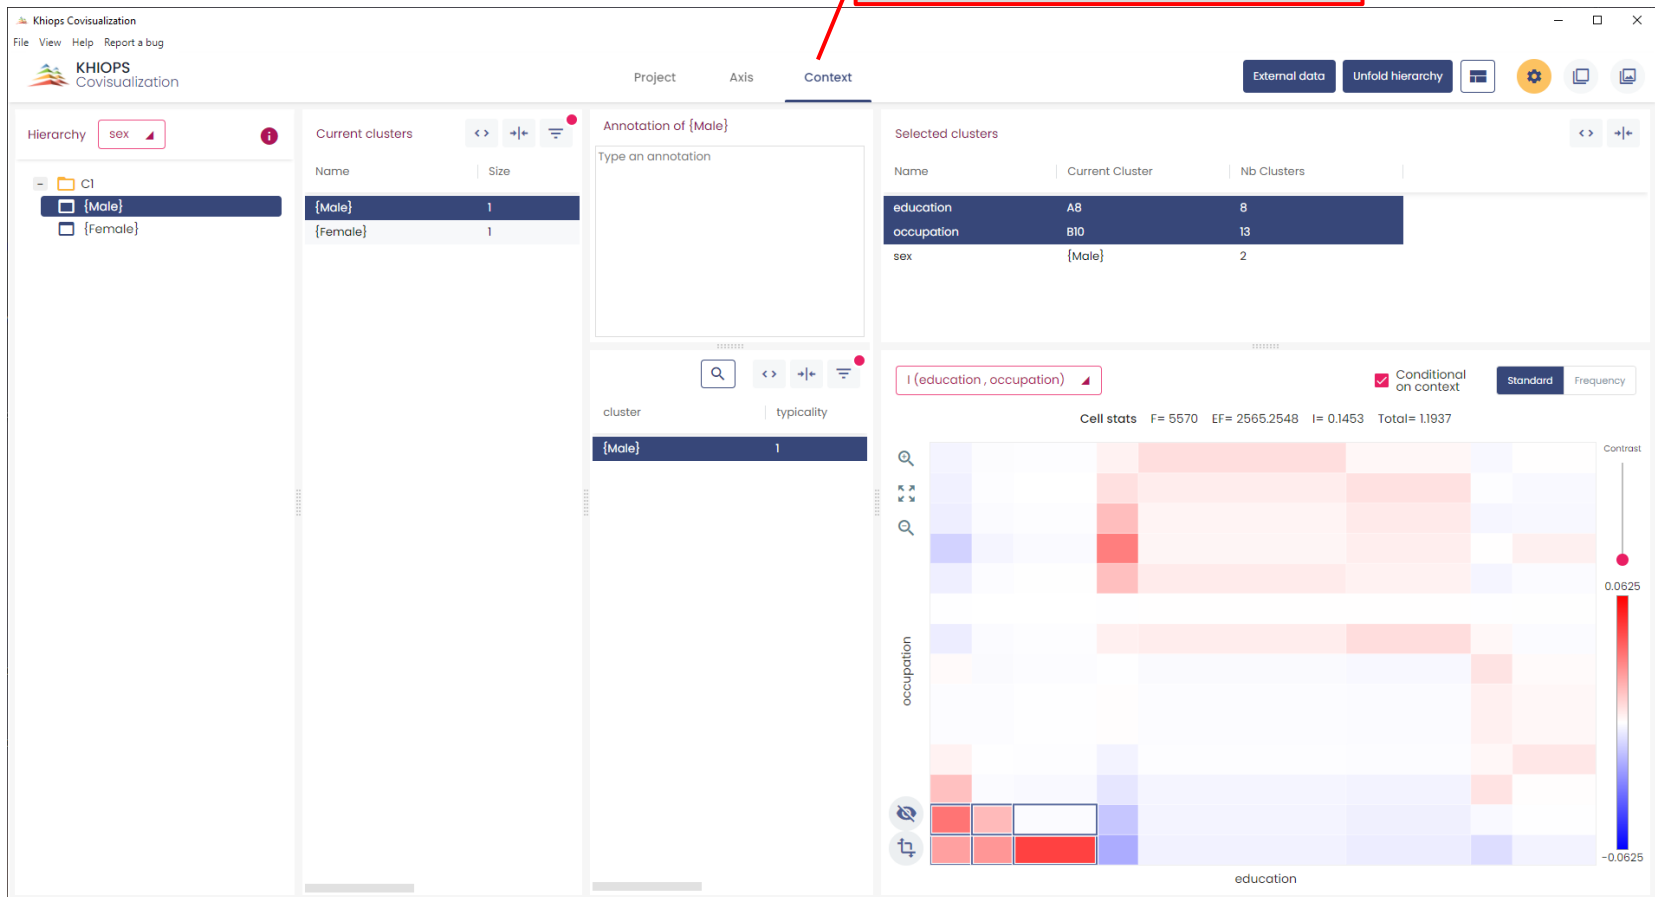 Khiops Covisualization
File View Help Report a bug
KHIOPS
Covisualization
Project Axis Context
External data Unfold hierarchy
Hierarchy sex
C1
{Male}
{Female}
Current clusters
Name Size
{Male} 1
{Female} 1
Annotation of {Male}
Type an annotation
cluster typicality
{Male} 1
Selected clusters
Name Current Cluster Nb Clusters
education A8 8
occupation B10 13
sex {Male} 2
I (education , occupation)
Conditional
on context
Standard Frequency
Cell stats F= 5570 EF= 2565.2548 I= 0.1453 Total= 1.1937
Contrast
0.0625
-0.0625
occupation
education